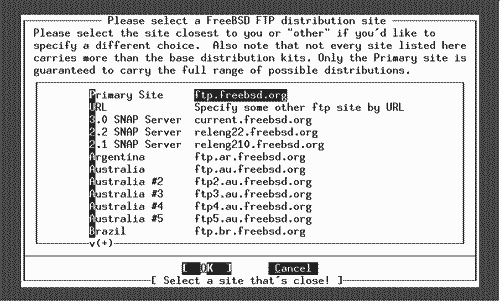 Please select a FreeBSD FTP distribution site
Please select the site closest to you or "other" if you'd like to
specify a different choice.  Also note that not every site listed here
carries more than the base distribution kits. Only the Primary site is
guaranteed to carry the full range of possible distributions.
Primary Site    ftp.freebsd.org
URL             Specify some other ftp site by URL
3.0 SNAP Server current.freebsd.org
2.2 SNAP Server releng22.freebsd.org
2.1 SNAP Server releng210.freebsd.org
Argentina       ftp.ar.freebsd.org
Australia       ftp.au.freebsd.org
Australia #2    ftp2.au.freebsd.org
Australia #3    ftp3.au.freebsd.org
Australia #4    ftp4.au.freebsd.org
Australia #5    ftp5.au.freebsd.org
Brazil          ftp.br.freebsd.org
v(+)
[ OK ] Cancel
[ Select a site that's close! ]